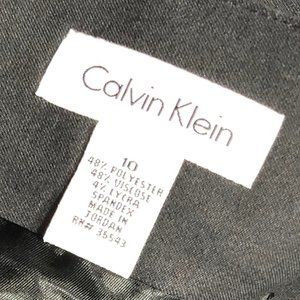 Calvin Klein
10
48% POLYESTER
48% VISCOSE
4% LYCRA
SPANDEX
MADE IN
JORDAN
RN# 36543